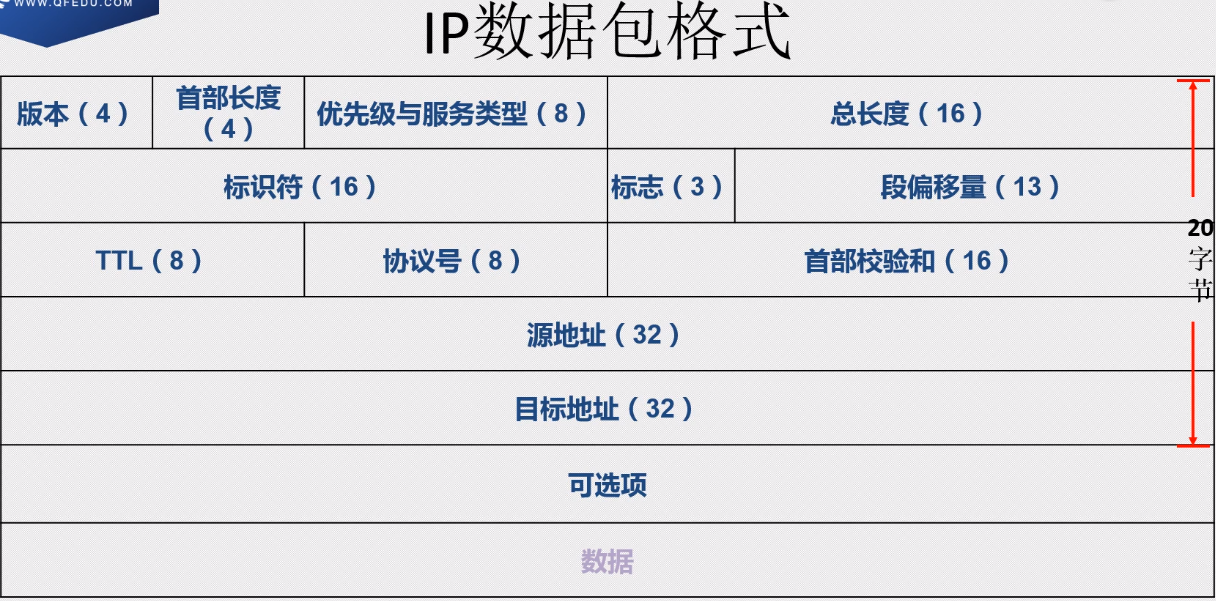 WWW.QFEDU.COM
IP数据包格式
版本（4）
首部长度
（4）
优先级与服务类型（8）
总长度（16）
标识符（16）
标志（3）
段偏移量（13）
TTL（8）
协议号（8）
首部校验和（16）
20
字
节
源地址（32）
目标地址（32）
可选项
数据